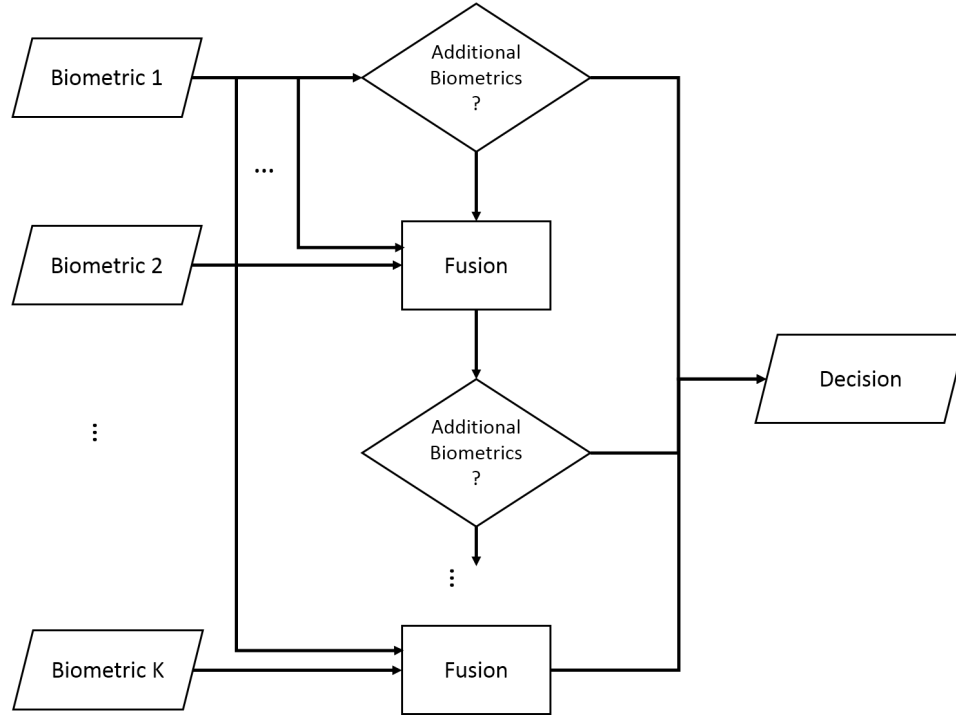 Biometric 1
Additional
Biometrics
?
...
Biometric 2
Fusion
Decision
...
Additional
Biometrics
?
...
Biometric K
Fusion